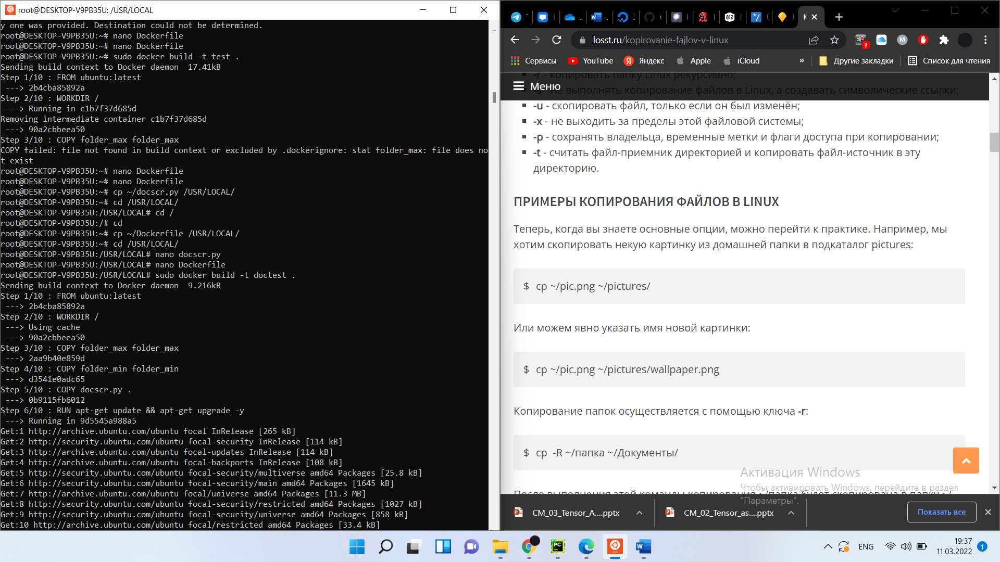 root@DESKTOP-V9PB35U: /USR/LOCAL
y one was provided. Destination could not be determined.
root@DESKTOP-V9PB35U:~# nano Dockerfile
root@DESKTOP-V9PB35U:~# nano Dockerfile
root@DESKTOP-V9PB35U:~# sudo docker build -t test .
Sending build context to Docker daemon  17.41kB
Step 1/10 : FROM ubuntu:latest
 ---> 2b4cba85892a
Step 2/10 : WORKDIR /
 ---> Running in c1b7f37d685d
Removing intermediate container c1b7f37d685d
 ---> 90a2cbbeea50
Step 3/10 : COPY folder_max folder_max
COPY failed: file not found in build context or excluded by .dockerignore: stat folder_max: file does no
t exist
root@DESKTOP-V9PB35U:~# nano Dockerfile
root@DESKTOP-V9PB35U:~# nano Dockerfile
root@DESKTOP-V9PB35U:~# cp ~/docscr.py /USR/LOCAL/
root@DESKTOP-V9PB35U:~# cd /USR/LOCAL/
root@DESKTOP-V9PB35U:/USR/LOCAL# cd /
root@DESKTOP-V9PB35U:/# cd
root@DESKTOP-V9PB35U:~# cp ~/Dockerfile /USR/LOCAL/
root@DESKTOP-V9PB35U:~# cd /USR/LOCAL/
root@DESKTOP-V9PB35U:/USR/LOCAL# nano docscr.py
root@DESKTOP-V9PB35U:/USR/LOCAL# nano Dockerfile
root@DESKTOP-V9PB35U:/USR/LOCAL# sudo docker build -t doctest .
Sending build context to Docker daemon  9.216kB
Step 1/10 : FROM ubuntu:latest
 ---> 2b4cba85892a
Step 2/10 : WORKDIR /
 ---> Using cache
 ---> 90a2cbbeea50
Step 3/10 : COPY folder_max folder_max
 ---> 2aa9b40e859d
Step 4/10 : COPY folder_min folder_min
 ---> d3541e0adc65
Step 5/10 : COPY docscr.py .
 ---> 0b9115fb6012
Step 6/10 : RUN apt-get update && apt-get upgrade -y
 ---> Running in 9d5545a988a5
Get:1 http://archive.ubuntu.com/ubuntu focal InRelease [265 kB]
Get:2 http://security.ubuntu.com/ubuntu focal-security InRelease [114 kB]
Get:3 http://archive.ubuntu.com/ubuntu focal-updates InRelease [114 kB]
Get:4 http://archive.ubuntu.com/ubuntu focal-backports InRelease [108 kB]
Get:5 http://security.ubuntu.com/ubuntu focal-security/multiverse amd64 Packages [25.8 kB]
Get:6 http://security.ubuntu.com/ubuntu focal-security/main amd64 Packages [1645 kB]
Get:7 http://archive.ubuntu.com/ubuntu focal/universe amd64 Packages [11.3 MB]
Get:8 http://security.ubuntu.com/ubuntu focal-security/restricted amd64 Packages [1027 kB]
Get:9 http://security.ubuntu.com/ubuntu focal-security/universe amd64 Packages [858 kB]
Get:10 http://archive.ubuntu.com/ubuntu focal/restricted amd64 Packages [33.4 kB]
812
losst.ru/kopirovanie-fajlov-v-linux
Сервисы YouTube Яндекс Apple iCloud » Другие закладки Список для чтения
-r - копировать папку Linux рекурсивно;
Меню
-s - не выполнять копирование файлов в Linux, а создавать символические ссылки;
-u - скопировать файл, только если он был изменён;
-x - не выходить за пределы этой файловой системы;
-p - сохранять владельца, временные метки и флаги доступа при копировании;
-t - считать файл-приемник директорией и копировать файл-источник в эту
директорию.
ПРИМЕРЫ КОПИРОВАНИЯ ФАЙЛОВ В LINUX
Теперь, когда вы знаете основные опции, можно перейти к практике. Например, мы
хотим скопировать некую картинку из домашней папки в подкаталог pictures:
$ cp ~/pic.png ~/pictures/
Или можем явно указать имя новой картинки:
$ cp ~/pic.png ~/pictures/wallpaper.png
Копирование папок осуществляется с помощью ключа -r:
$ cp -R ~/папка ~/Документы/
Активация Windows
Чтобы активировать Windows, перейдите в раздел
"Параметры".
После выполнения этой команды копирования ~/папка будет скопирована в папку ~/
CM_03_Tensor_A....pptx
CM_02_Tensor_as....pptx
Показать все
ENG
19:37
11.03.2022
1